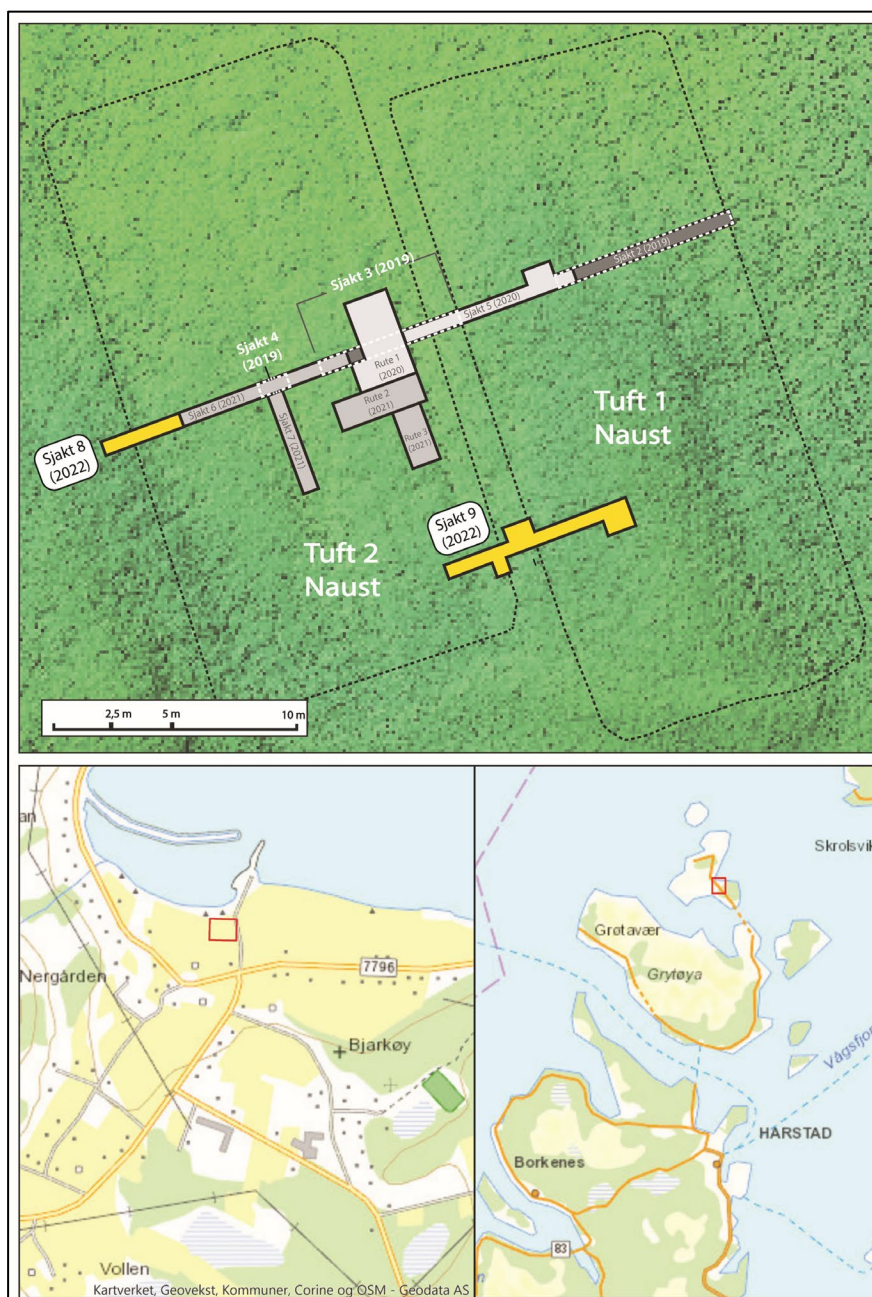 Sjakt 2 (2019)
Sjakt 3 (2019)
Sjakt 5 (2020)
Sjakt 4
(2019)
Rute 1
(2020)
Rute 2
(2021)
Rute 3
(2021)
Sjakt 6 (2021)
Sjakt 7 (2021)
Sjakt 8
(2022)
Tuft 1
Naust
Sjakt 9
(2022)
Tuft 2
Naust
2,5 m
5 m
10 m
an
Nergården
7796
Bjarkøy
Vollen
Kartverket, Geovekst, Kommuner, Corine og OSM - Geodata AS
Skrolsvik
Grøtavær
Grytøya
Vågsfjor
HARSTAD
Borkenes
83
n